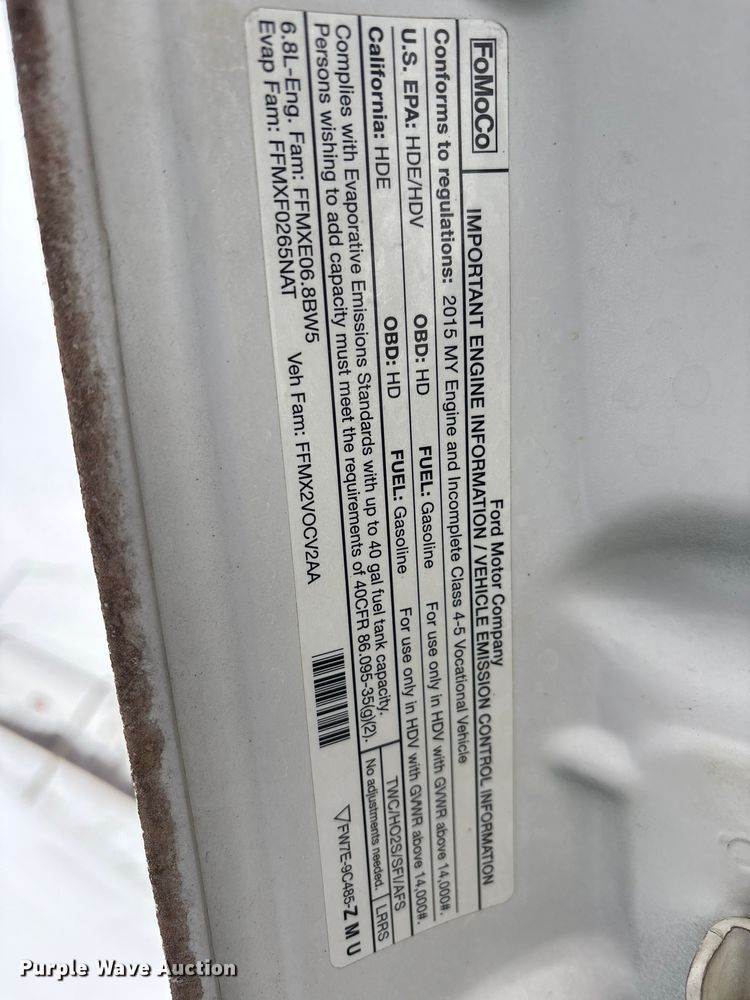 FoMoCo
Ford Motor Company
IMPORTANT ENGINE INFORMATION / VEHICLE EMISSION CONTROL INFORMATION
Conforms to regulations: 2015 MY Engine and Incomplete Class 4-5 Vocational Vehicle
U.S. EPA: HDE/HDV OBD: HD FUEL: Gasoline For use only in HDV with GVWR above 14,000#.
California: HDE OBD: HD FUEL: Gasoline For use only in HDV with GVWR above 14,000#.
TWC/HO2S/SFI/AFS
Complies with Evaporative Emissions Standards with up to 40 gal fuel tank capacity.
Persons wishing to add capacity must meet the requirements of 40CFR 86.095-35(g)(2).
No adjustments needed. LRRS
6.8L-Eng. Fam: FFMXE06.8BW5 Veh Fam: FFMX2VOCV2AA
Evap Fam: FFMXF0265NAT
▽FW7E-9C485-Z M U
Purple Wave Auction